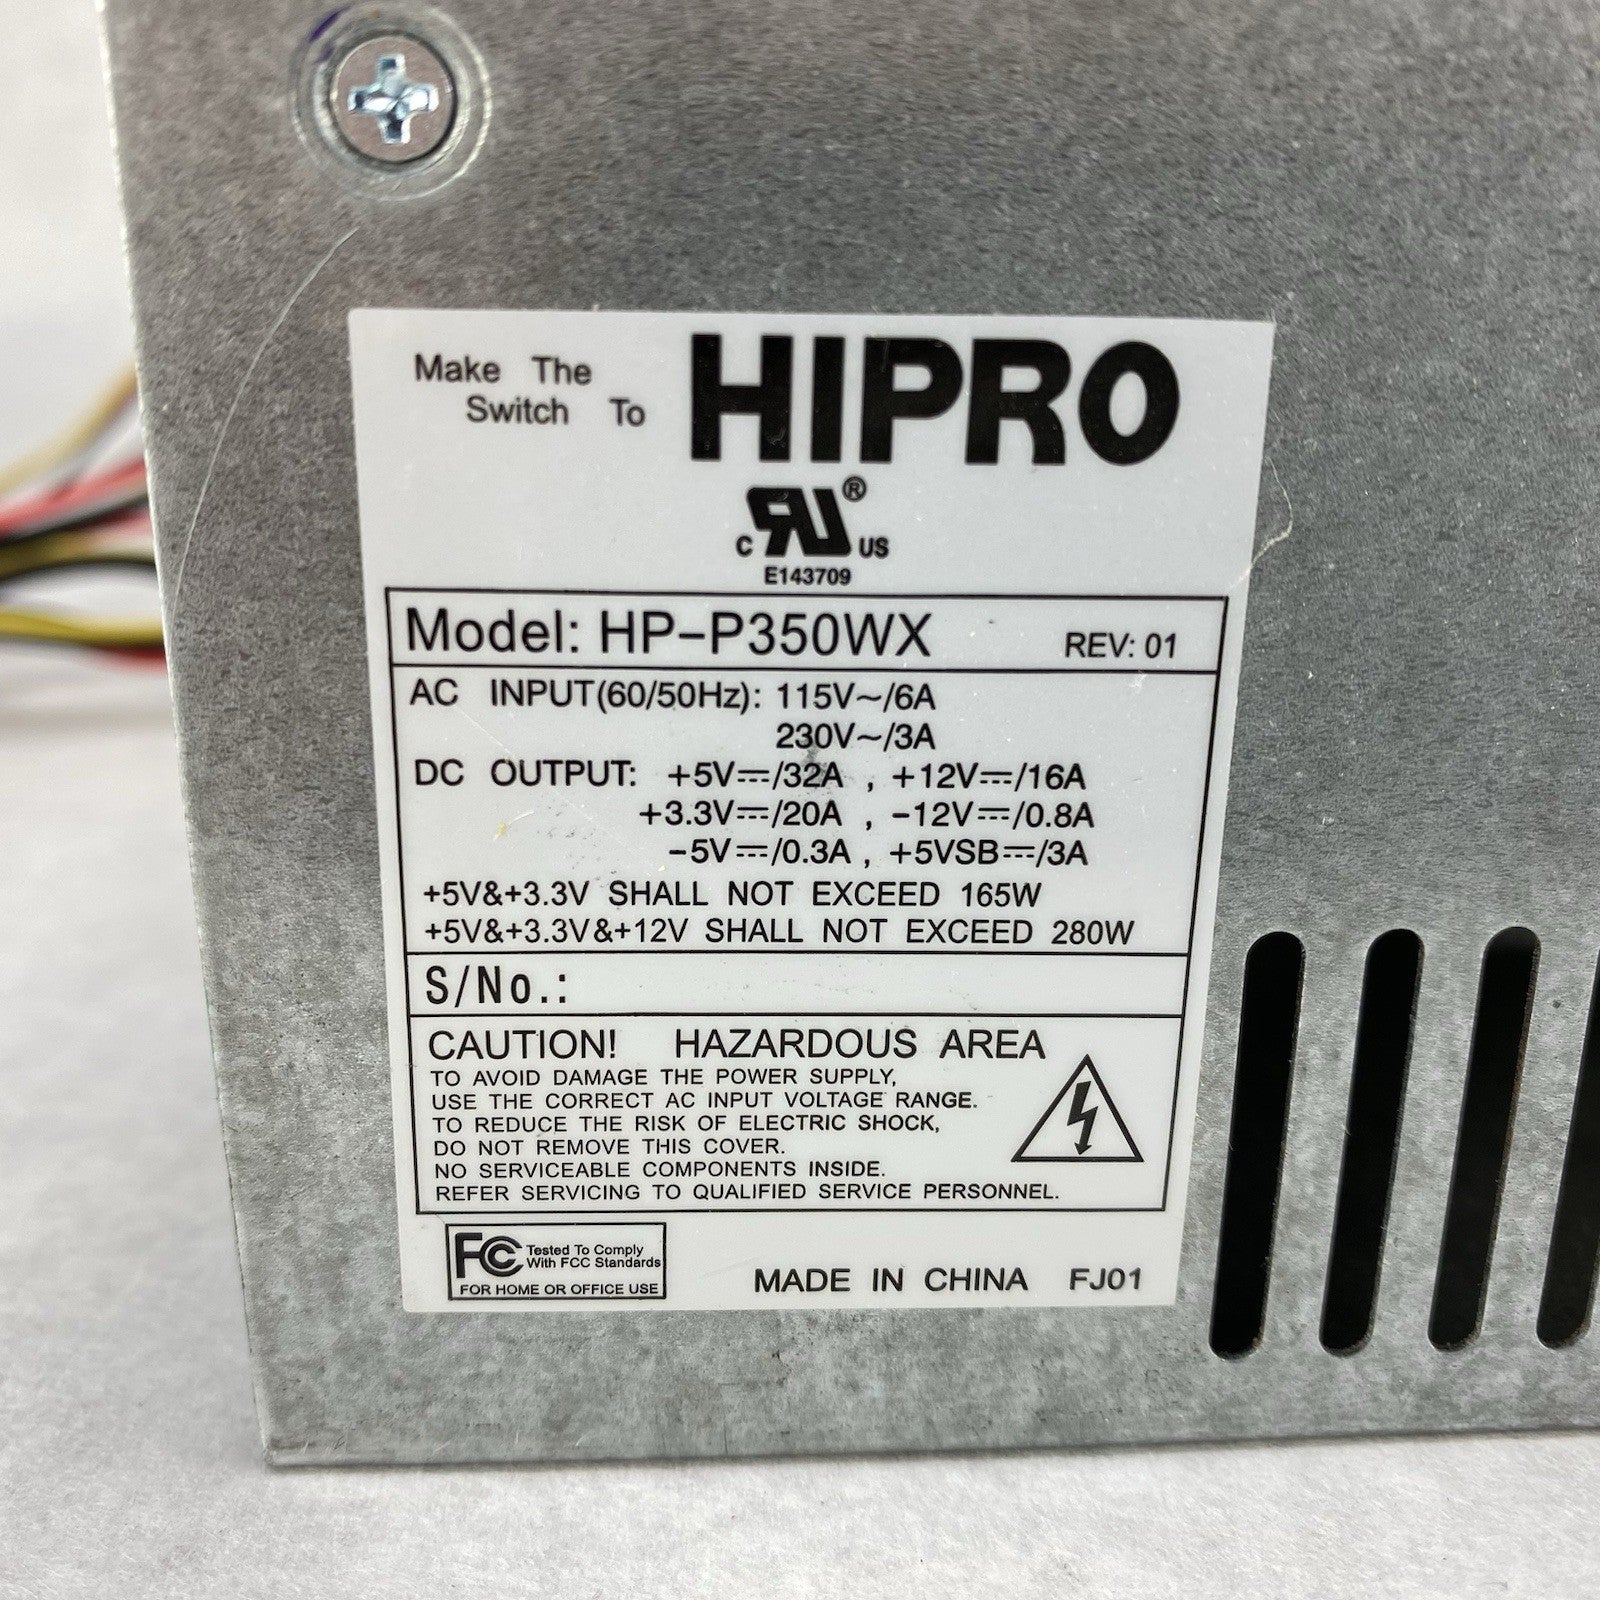 Make The
Switch To
HIPRO
c RU® US
E143709
Model: HP-P350WX REV: 01
AC INPUT(60/50Hz): 115V~/6A
230V~/3A
DC OUTPUT: +5V⎓/32A , +12V⎓/16A
+3.3V⎓/20A , -12V⎓/0.8A
-5V⎓/0.3A , +5VSB⎓/3A
+5V&+3.3V SHALL NOT EXCEED 165W
+5V&+3.3V&+12V SHALL NOT EXCEED 280W
S/No.:
CAUTION! HAZARDOUS AREA
TO AVOID DAMAGE THE POWER SUPPLY,
USE THE CORRECT AC INPUT VOLTAGE RANGE.
TO REDUCE THE RISK OF ELECTRIC SHOCK,
DO NOT REMOVE THIS COVER.
NO SERVICEABLE COMPONENTS INSIDE.
REFER SERVICING TO QUALIFIED SERVICE PERSONNEL.
FC Tested To Comply
With FCC Standards
FOR HOME OR OFFICE USE
MADE IN CHINA FJ01